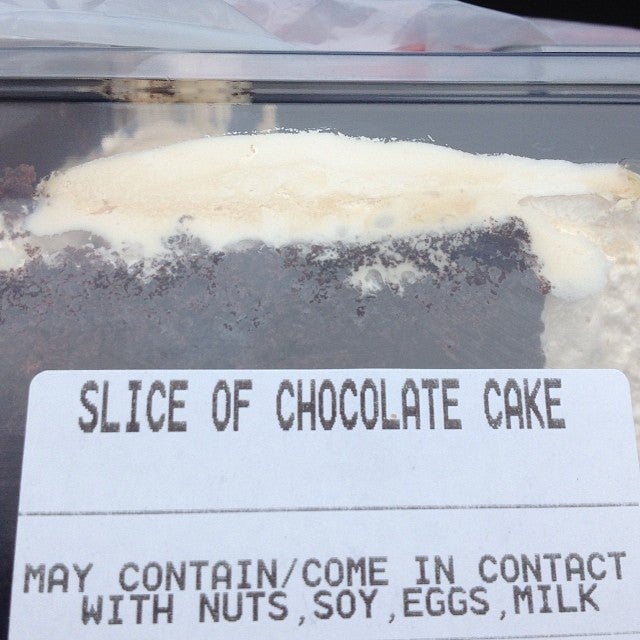 SLICE OF CHOCOLATE CAKE
MAY CONTAIN/COME IN CONTACT
WITH NUTS,SOY,EGGS,MILK